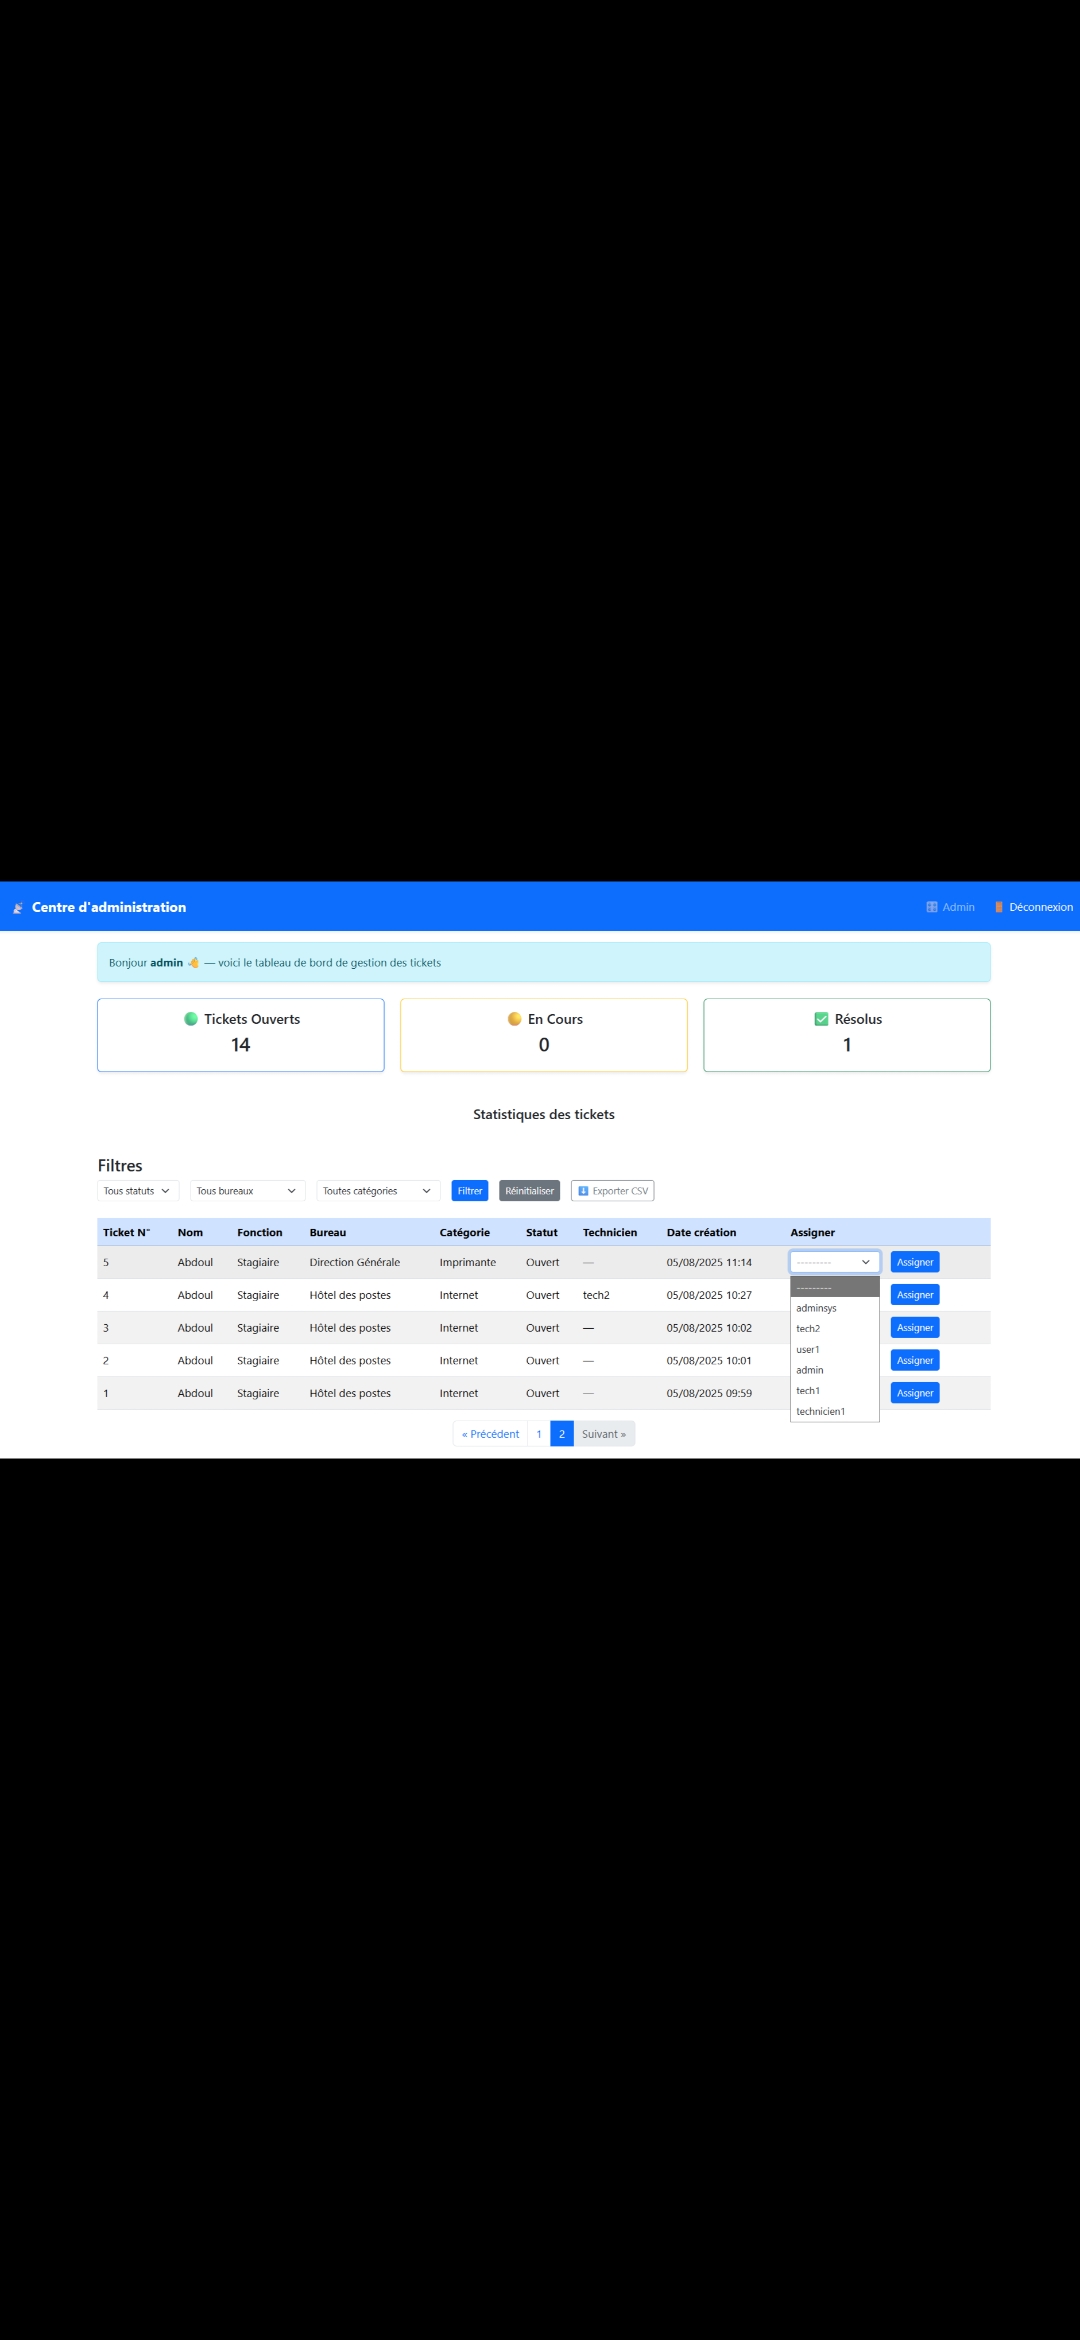 Centre d'administration Admin Déconnexion
Bonjour admin — voici le tableau de bord de gestion des tickets
Tickets Ouverts En Cours Résolus
14 0 1
Statistiques des tickets
Filtres
Tous statuts Tous bureaux Toutes catégories Filtrer Réinitialiser Exporter CSV
Ticket N° Nom Fonction Bureau Catégorie Statut Technicien Date création Assigner
5 Abdoul Stagiaire Direction Générale Imprimante Ouvert — 05/08/2025 11:14 --------- Assigner
4 Abdoul Stagiaire Hôtel des postes Internet Ouvert tech2 05/08/2025 10:27 Assigner
3 Abdoul Stagiaire Hôtel des postes Internet Ouvert — 05/08/2025 10:02 Assigner
2 Abdoul Stagiaire Hôtel des postes Internet Ouvert — 05/08/2025 10:01 Assigner
1 Abdoul Stagiaire Hôtel des postes Internet Ouvert — 05/08/2025 09:59 Assigner
---------
adminsys
tech2
user1
admin
tech1
technicien1
« Précédent 1 2 Suivant »